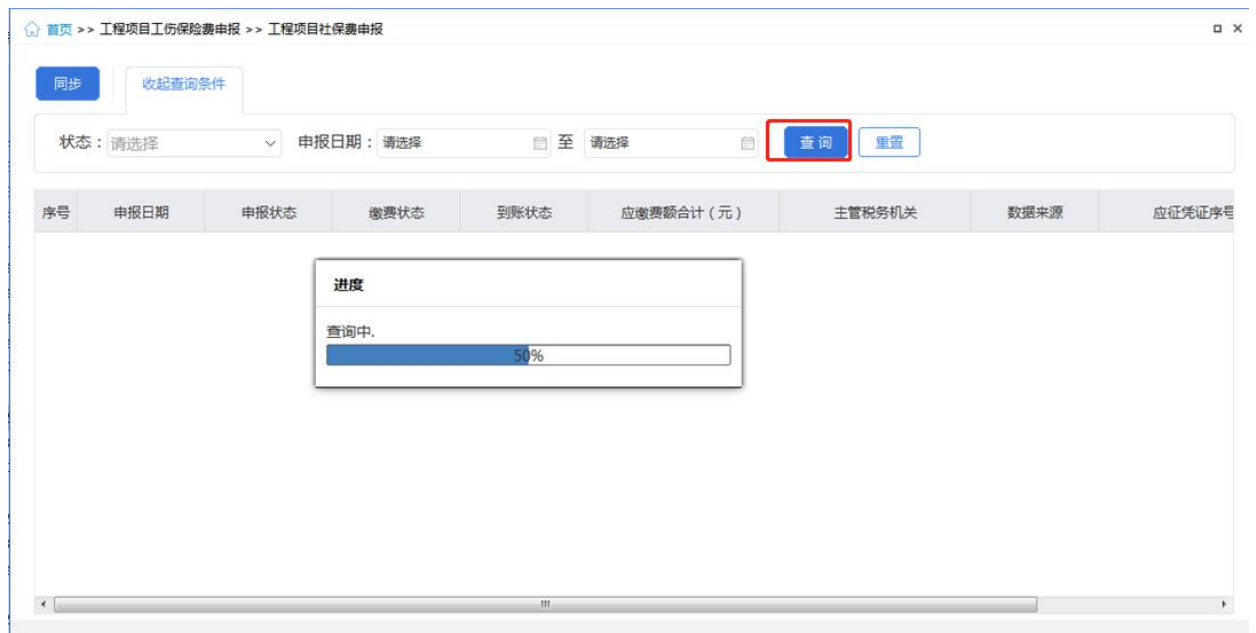 首页 >> 工程项目工伤保险费申报 >> 工程项目社保费申报
同步 收起查询条件
状态：请选择 申报日期：请选择 至 请选择 查询 重置
序号 申报日期 申报状态 缴费状态 到账状态 应缴费额合计（元） 主管税务机关 数据来源 应征凭证序号
进度
查询中.
50%